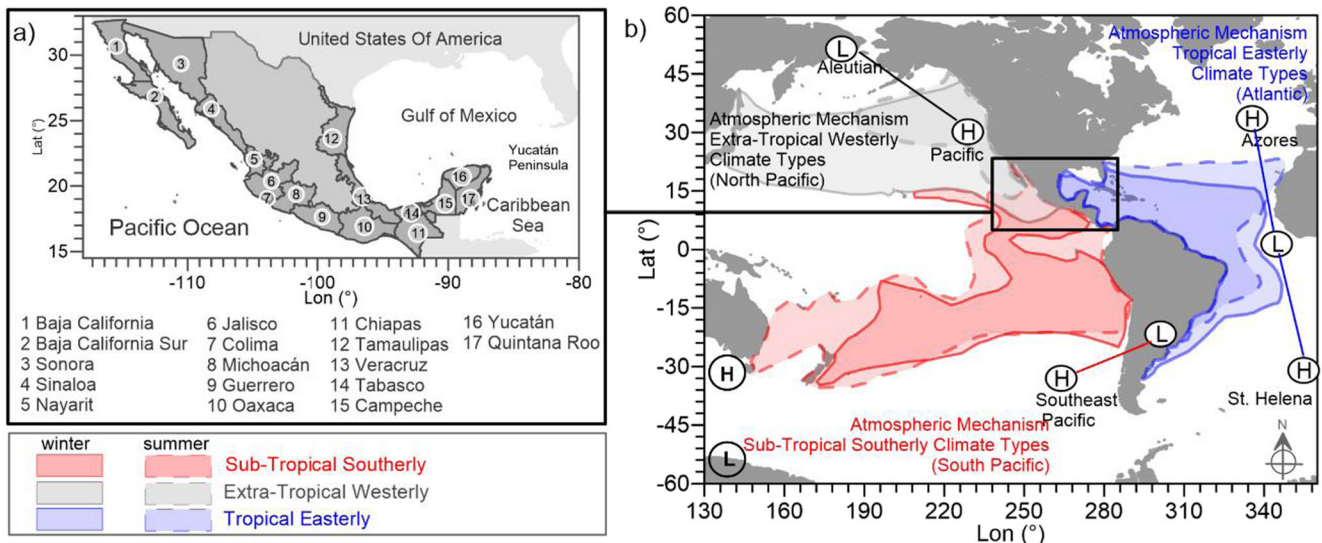 a)
United States Of America
Gulf of Mexico
Yucatán
Peninsula
Caribbean
Sea
Pacific Ocean
Lat (°)
30
25
20
15
1
2
3
4
5
6
7
8
9
10
11
12
13
14
15
16
17
18
-110
-100
-90
-80
Lon (°)
1 Baja California
2 Baja California Sur
3 Sonora
4 Sinaloa
5 Nayarit
6 Jalisco
7 Colima
8 Michoacán
9 Guerrero
10 Oaxaca
11 Chiapas
12 Tamaulipas
13 Veracruz
14 Tabasco
15 Campeche
16 Yucatán
17 Quintana Roo
winter
summer
Sub-Tropical Southerly
Extra-Tropical Westerly
Tropical Easterly
b)
60
45
30
15
0
-15
-30
-45
-60
Lat (°)
L
Aleutian
H
Pacific
Atmospheric Mechanism
Extra-Tropical Westerly
Climate Types
(North Pacific)
Atmospheric Mechanism
Tropical Easterly
Climate Types
(Atlantic)
H
Azores
L
H
St. Helena
L
H
Southeast
Pacific
H
L
Atmospheric Mechanism
Sub-Tropical Southerly Climate Types
(South Pacific)
N
130
160
190
220
250
280
310
340
Lon (°)